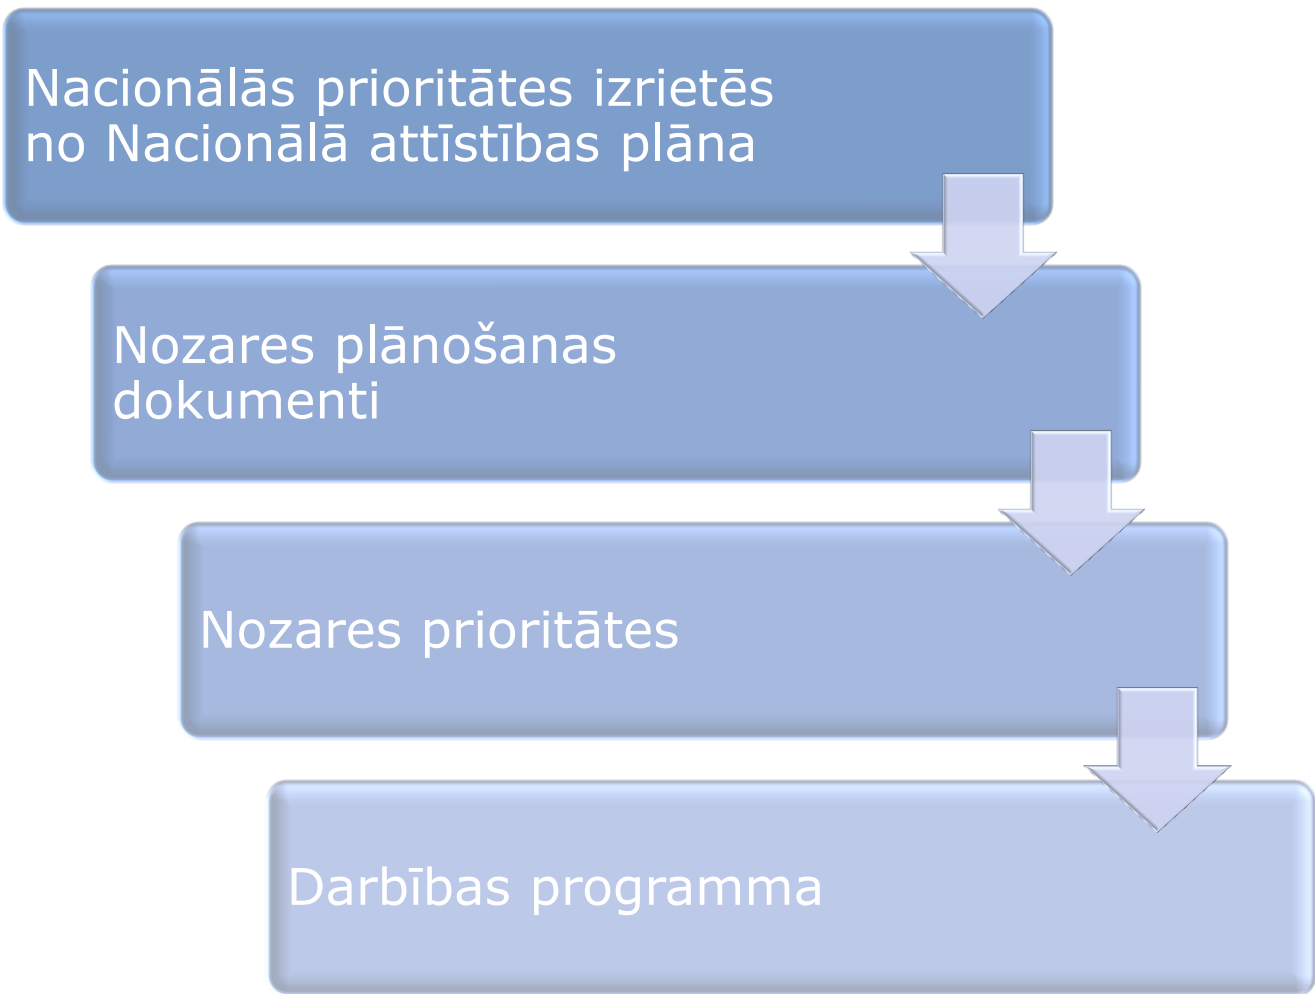 Nacionālās prioritātes izrietēs
no Nacionālā attīstības plāna
Nozares plānošanas
dokumenti
Nozares prioritātes
Darbības programma